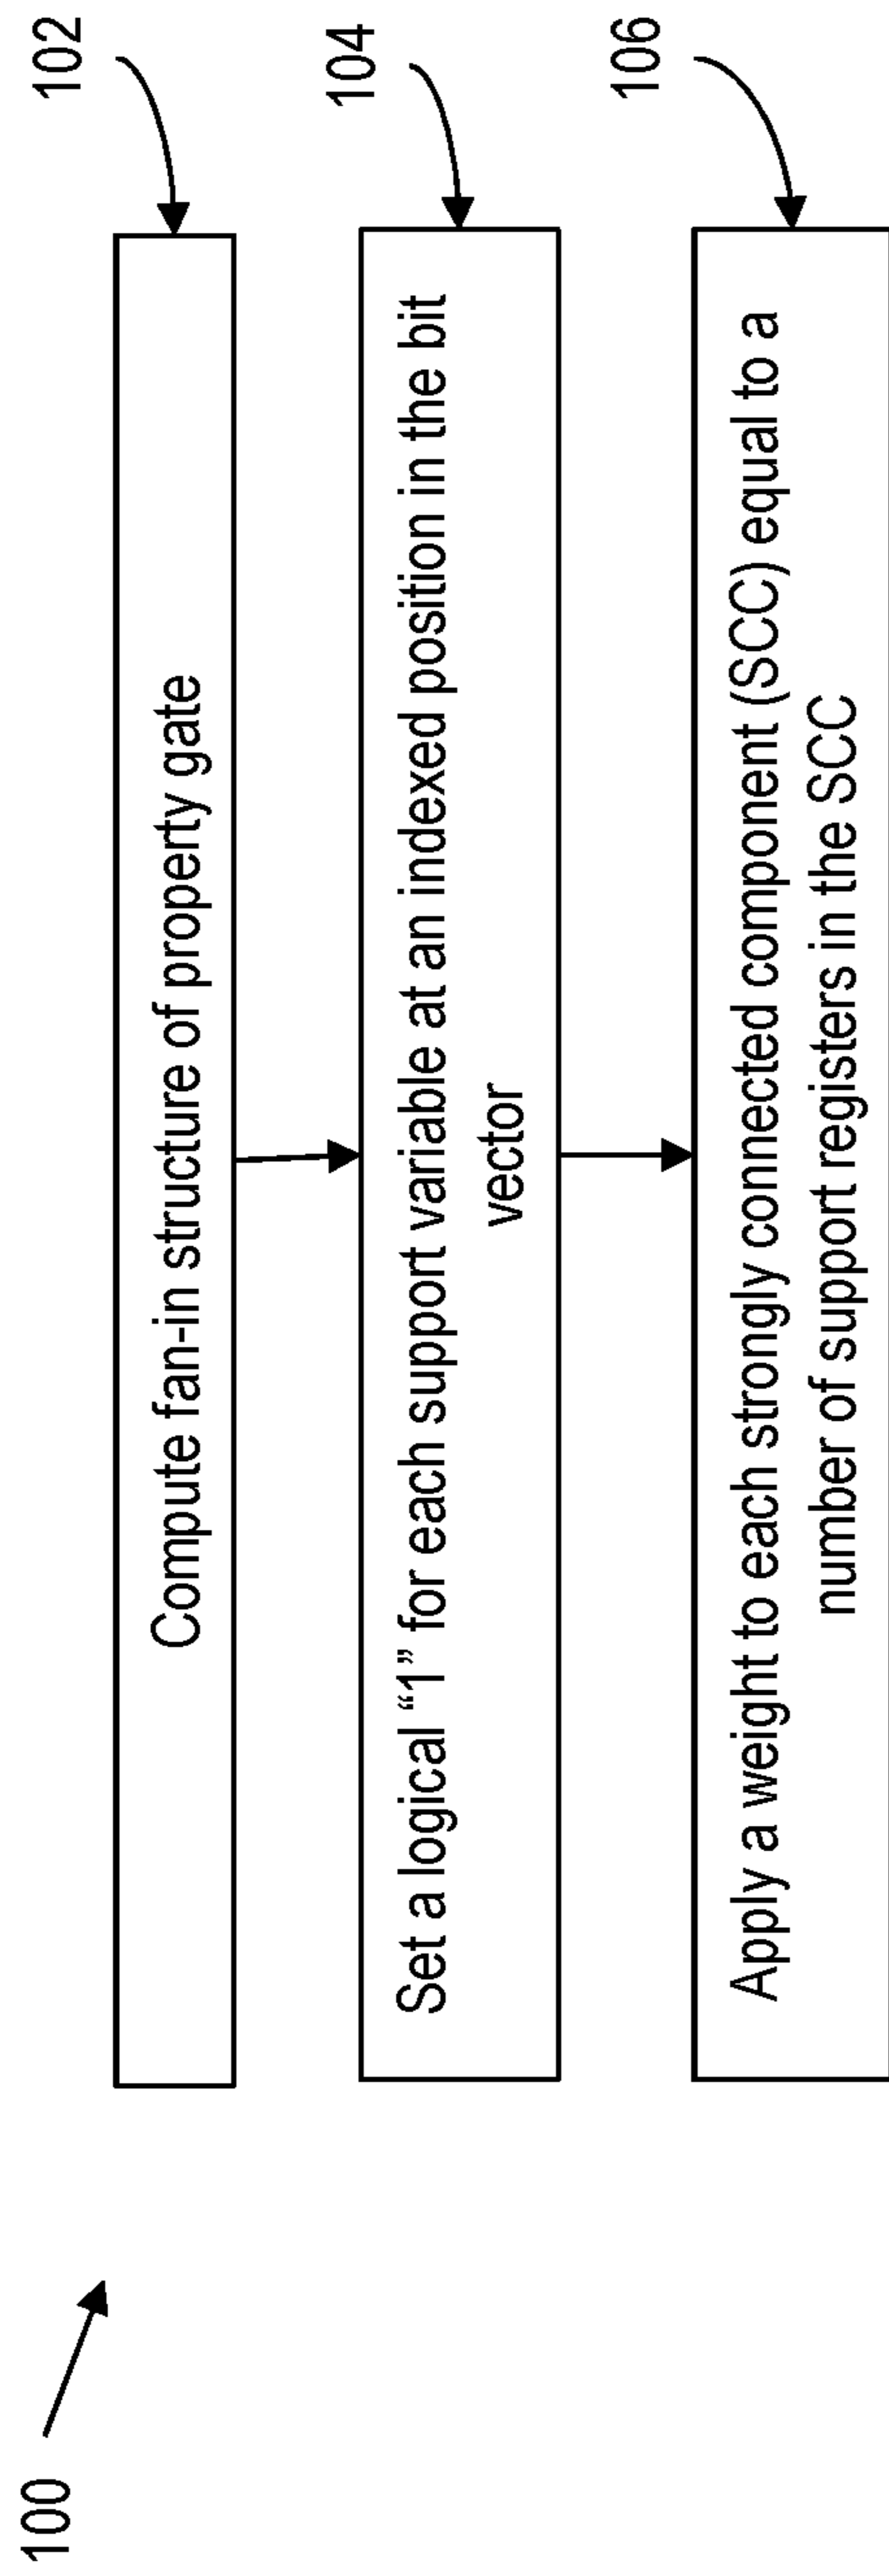 100
102
Compute fan-in structure of property gate
104
Set a logical “1” for each support variable at an indexed position in the bit
vector
106
Apply a weight to each strongly connected component (SCC) equal to a
number of support registers in the SCC